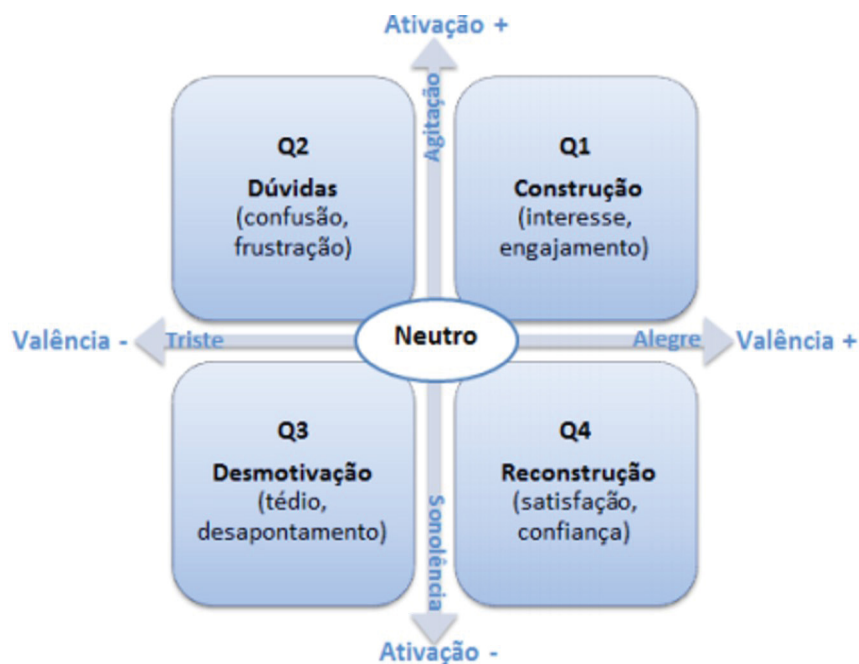 Ativação +
Agitação
Q2
Dúvidas
(confusão,
frustração)
Q1
Construção
(interesse,
engajamento)
Valência -
Triste
Neutro
Alegre
Valência +
Q3
Desmotivação
(tédio,
desapontamento)
Q4
Reconstrução
(satisfação,
confiança)
Sonolência
Ativação -